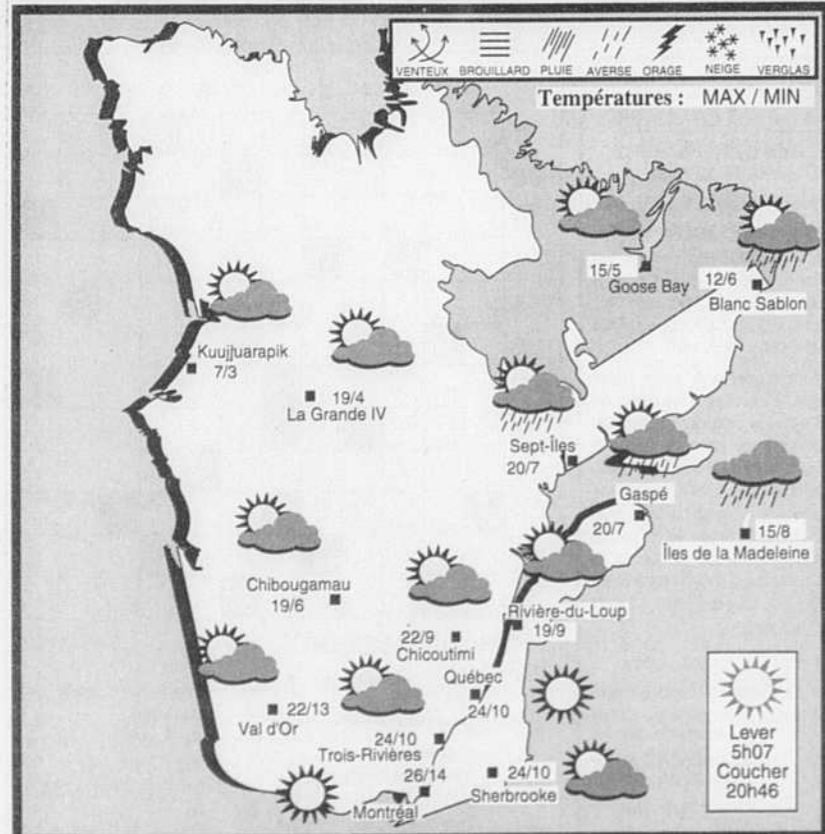 VENTEUX BROUILLARD PLUIE AVERSE ORAGE NEIGE VERGLAS
Températures : MAX / MIN
15/5
Goose Bay
12/6
Blanc Sablon
Kuujjuarapik
7/3
19/4
La Grande IV
Sept-Îles
20/7
Gaspé
20/7
15/8
Îles de la Madeleine
Chibougamau
19/6
Rivière-du-Loup
19/9
22/9
Chicoutimi
Québec
24/10
22/13
Val d'Or
24/10
Trois-Rivières
26/14
Montréal
24/10
Sherbrooke
Lever
5h07
Coucher
20h46